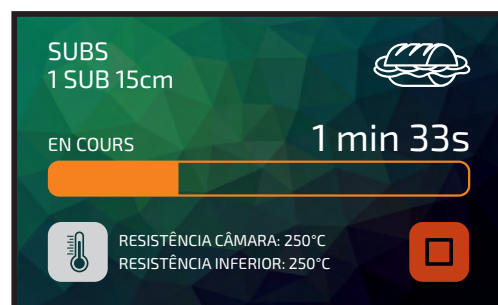 SUBS
1 SUB 15cm
EN COURS
1 min 33s
RESISTÊNCIA CÂMARA: 250°C
RESISTÊNCIA INFERIOR: 250°C